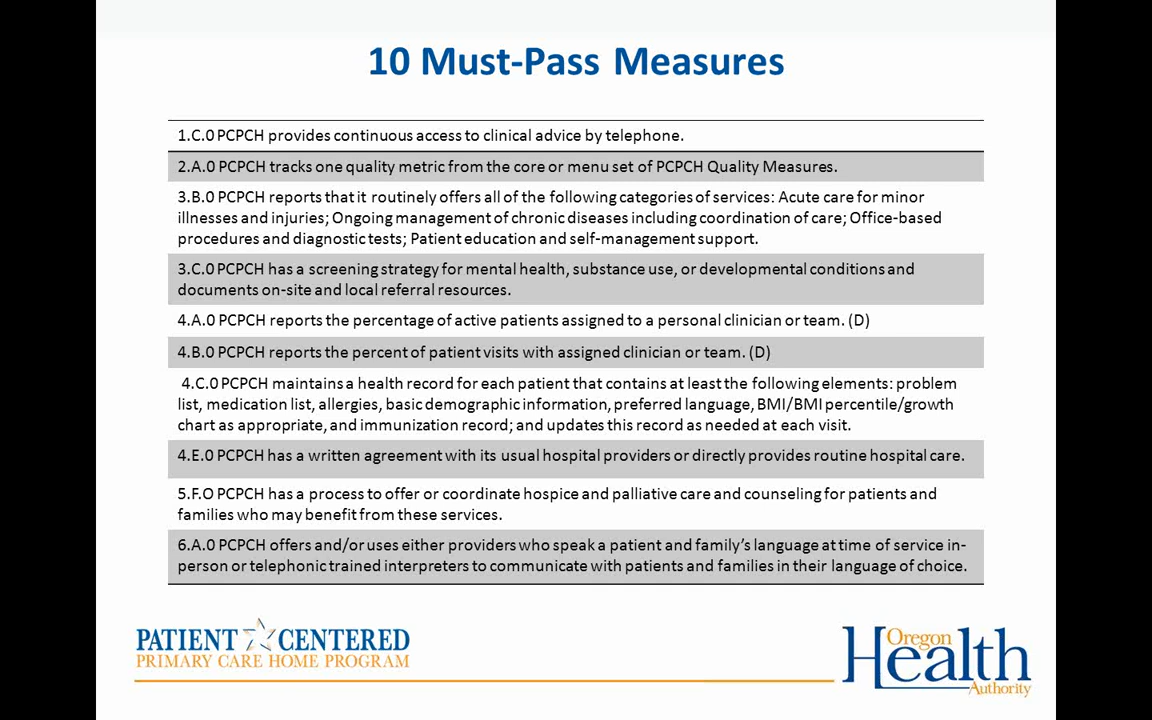 10 Must-Pass Measures
1.C.0 PCPCH provides continuous access to clinical advice by telephone.
2.A.0 PCPCH tracks one quality metric from the core or menu set of PCPCH Quality Measures.
3.B.0 PCPCH reports that it routinely offers all of the following categories of services: Acute care for minor
illnesses and injuries; Ongoing management of chronic diseases including coordination of care; Office-based
procedures and diagnostic tests; Patient education and self-management support.
3.C.0 PCPCH has a screening strategy for mental health, substance use, or developmental conditions and
documents on-site and local referral resources.
4.A.0 PCPCH reports the percentage of active patients assigned to a personal clinician or team. (D)
4.B.0 PCPCH reports the percent of patient visits with assigned clinician or team. (D)
4.C.0 PCPCH maintains a health record for each patient that contains at least the following elements: problem
list, medication list, allergies, basic demographic information, preferred language, BMI/BMI percentile/growth
chart as appropriate, and immunization record; and updates this record as needed at each visit.
4.E.0 PCPCH has a written agreement with its usual hospital providers or directly provides routine hospital care.
5.F.O PCPCH has a process to offer or coordinate hospice and palliative care and counseling for patients and
families who may benefit from these services.
6.A.0 PCPCH offers and/or uses either providers who speak a patient and family's language at time of service in-
person or telephonic trained interpreters to communicate with patients and families in their language of choice.
PATIENT CENTERED
PRIMARY CARE HOME PROGRAM
Oregon
Health
Authority